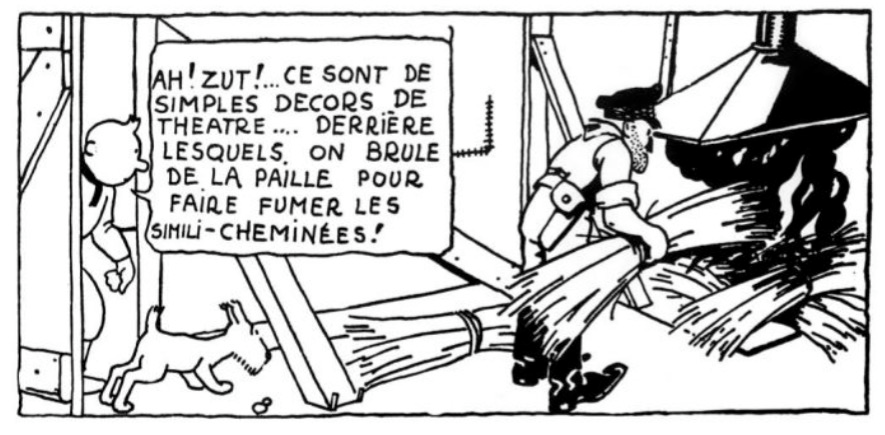 AH! ZUT!... CE SONT DE
SIMPLES DECORS DE
THEATRE.... DERRIÈRE
LESQUELS, ON BRULE
DE LA PAILLE POUR
FAIRE FUMER LES
SIMILI-CHEMINÉES!